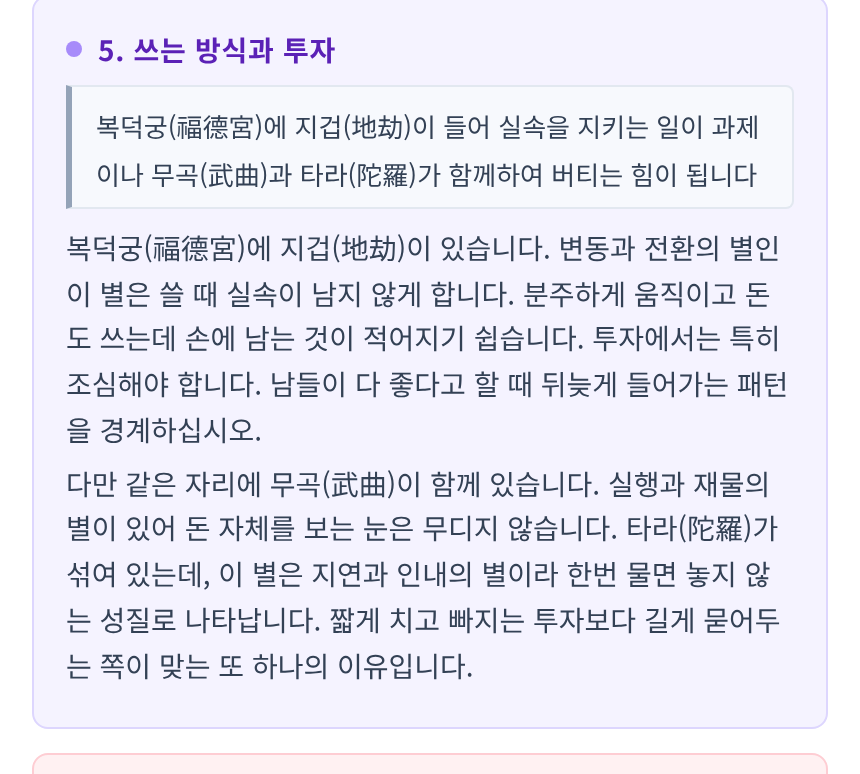 5. 쓰는 방식과 투자
복덕궁(福德宮)에 지겁(地劫)이 들어 실속을 지키는 일이 과제
이나 무곡(武曲)과 타라(陀羅)가 함께하여 버티는 힘이 됩니다
복덕궁(福德宮)에 지겁(地劫)이 있습니다. 변동과 전환의 별인
이 별은 쓸 때 실속이 남지 않게 합니다. 분주하게 움직이고 돈
도 쓰는데 손에 남는 것이 적어지기 쉽습니다. 투자에서는 특히
조심해야 합니다. 남들이 다 좋다고 할 때 뒤늦게 들어가는 패턴
을 경계하십시오.
다만 같은 자리에 무곡(武曲)이 함께 있습니다. 실행과 재물의
별이 있어 돈 자체를 보는 눈은 무디지 않습니다. 타라(陀羅)가
섞여 있는데, 이 별은 지연과 인내의 별이라 한번 물면 놓지 않
는 성질로 나타납니다. 짧게 치고 빠지는 투자보다 길게 묻어두
는 쪽이 맞는 또 하나의 이유입니다.